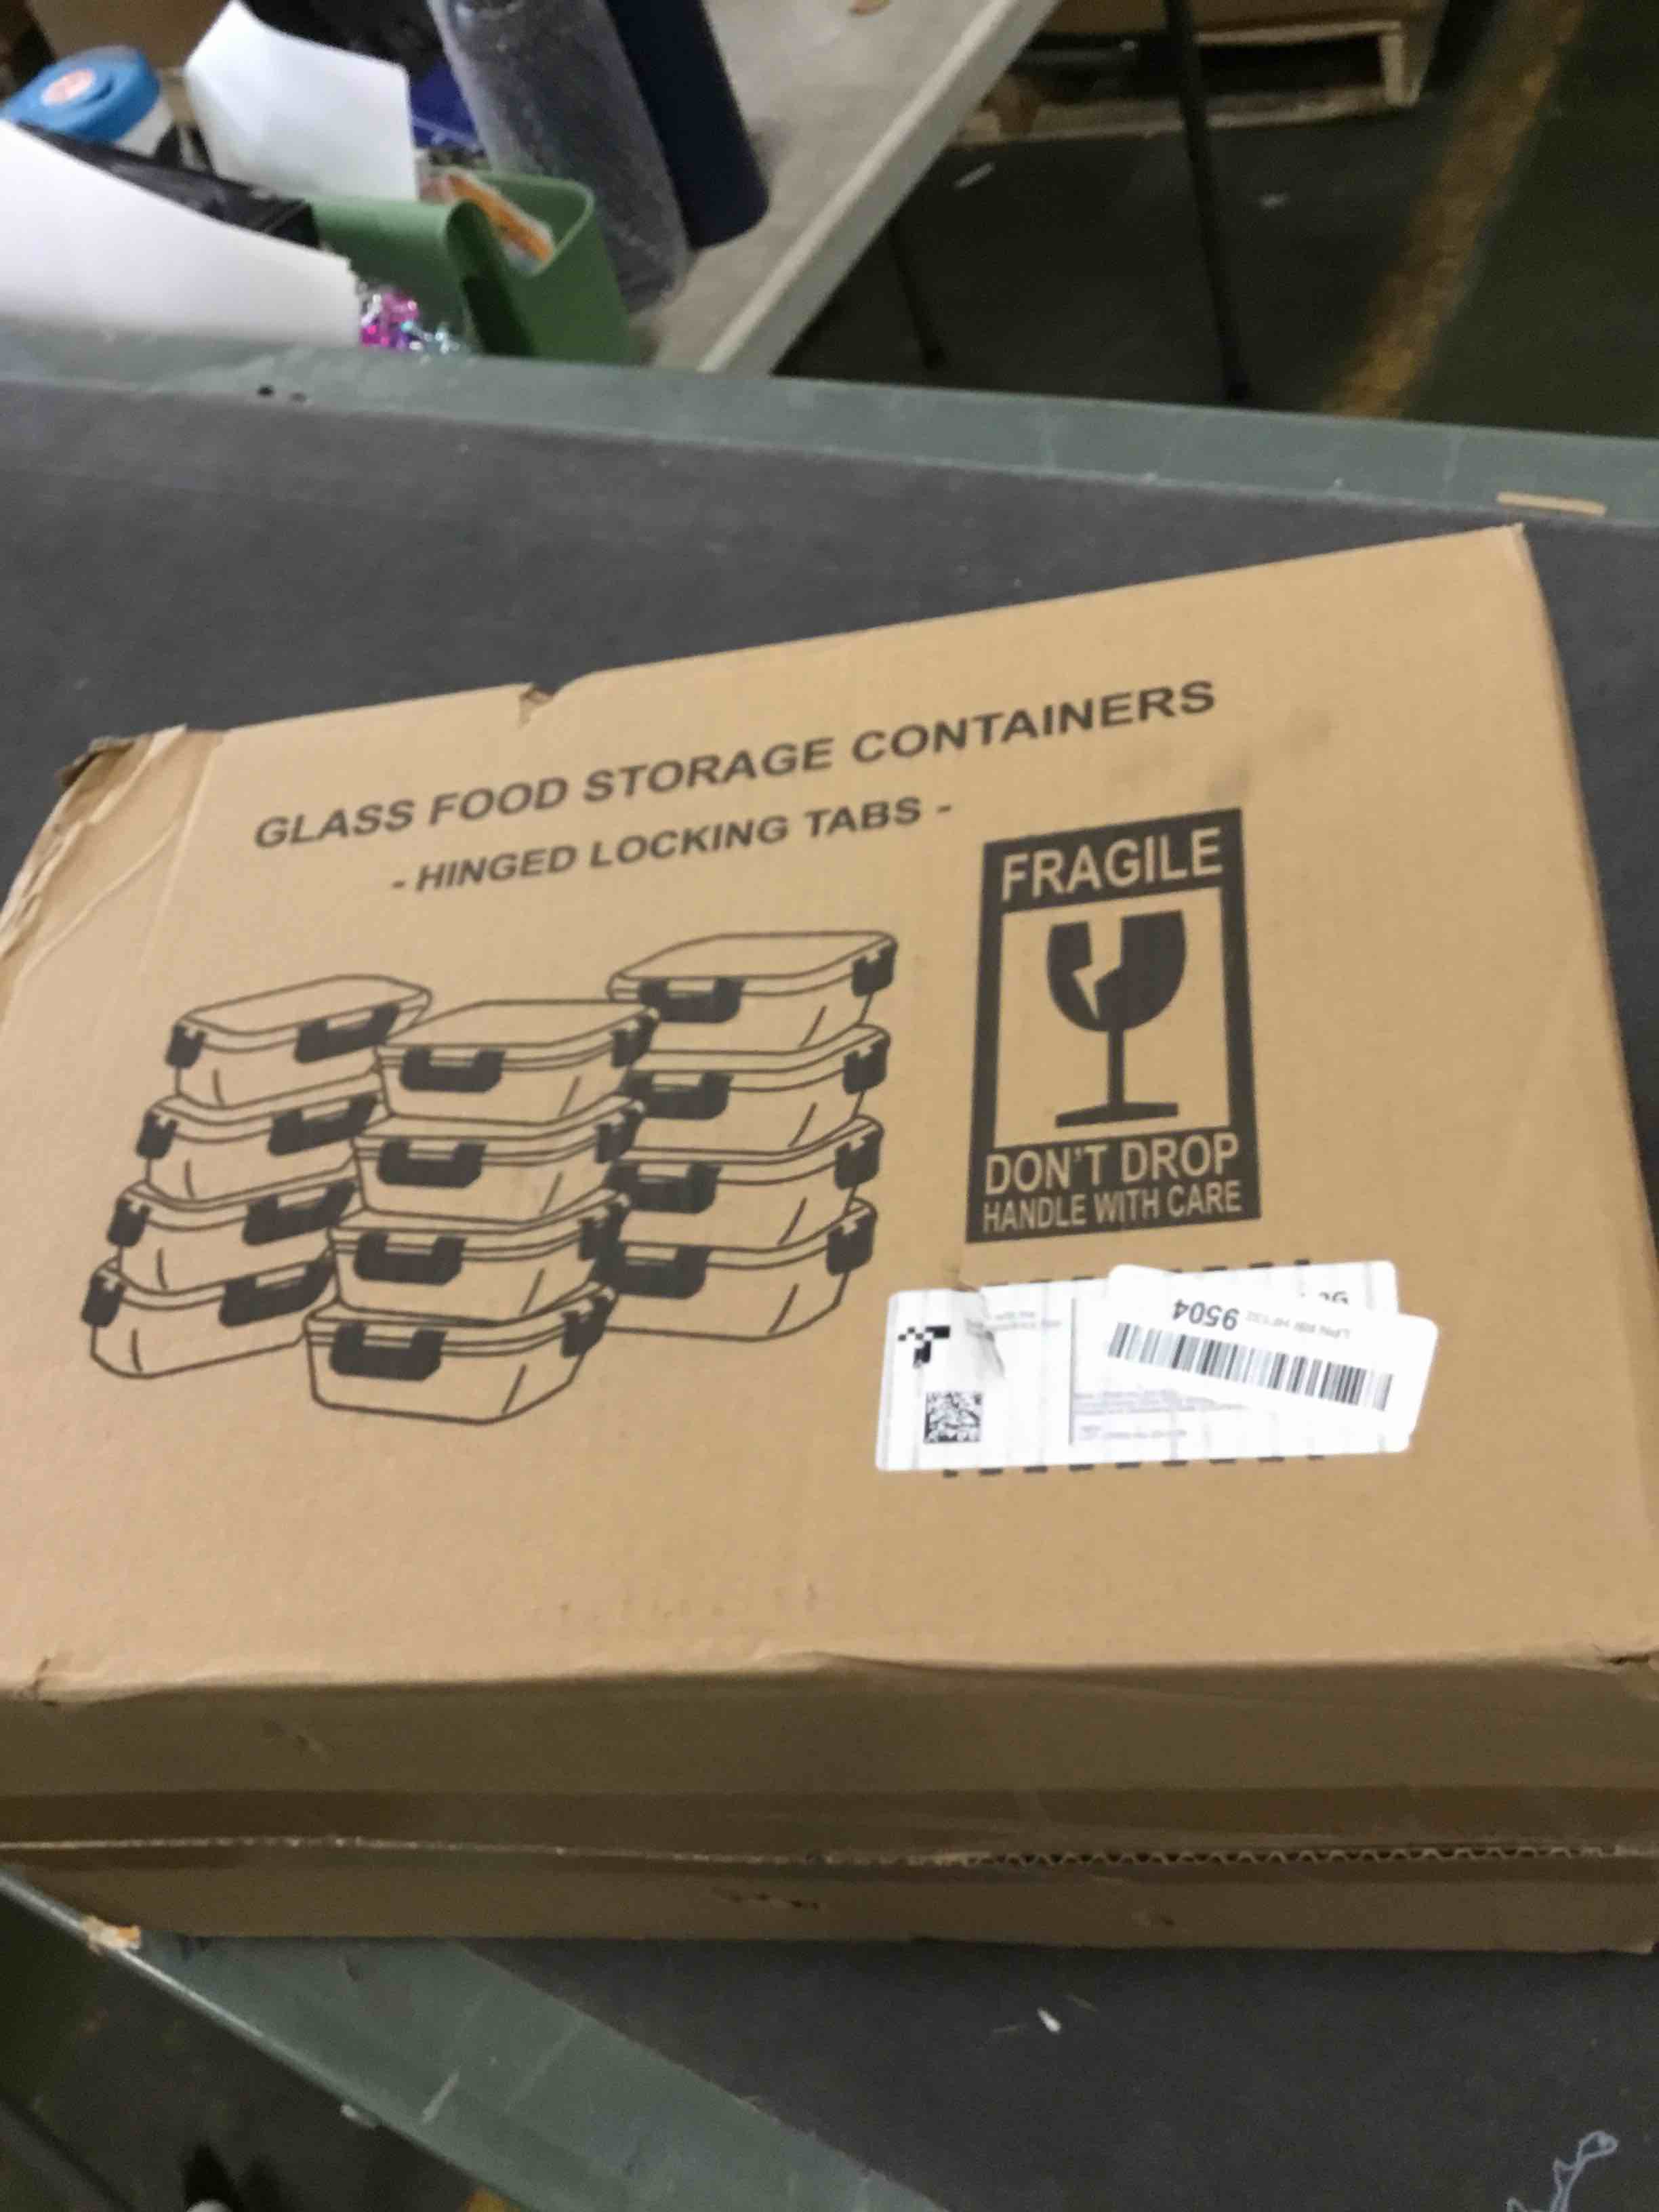 GLASS FOOD STORAGE CONTAINERS
- HINGED LOCKING TABS -
FRAGILE
DON'T DROP
HANDLE WITH CARE
9504